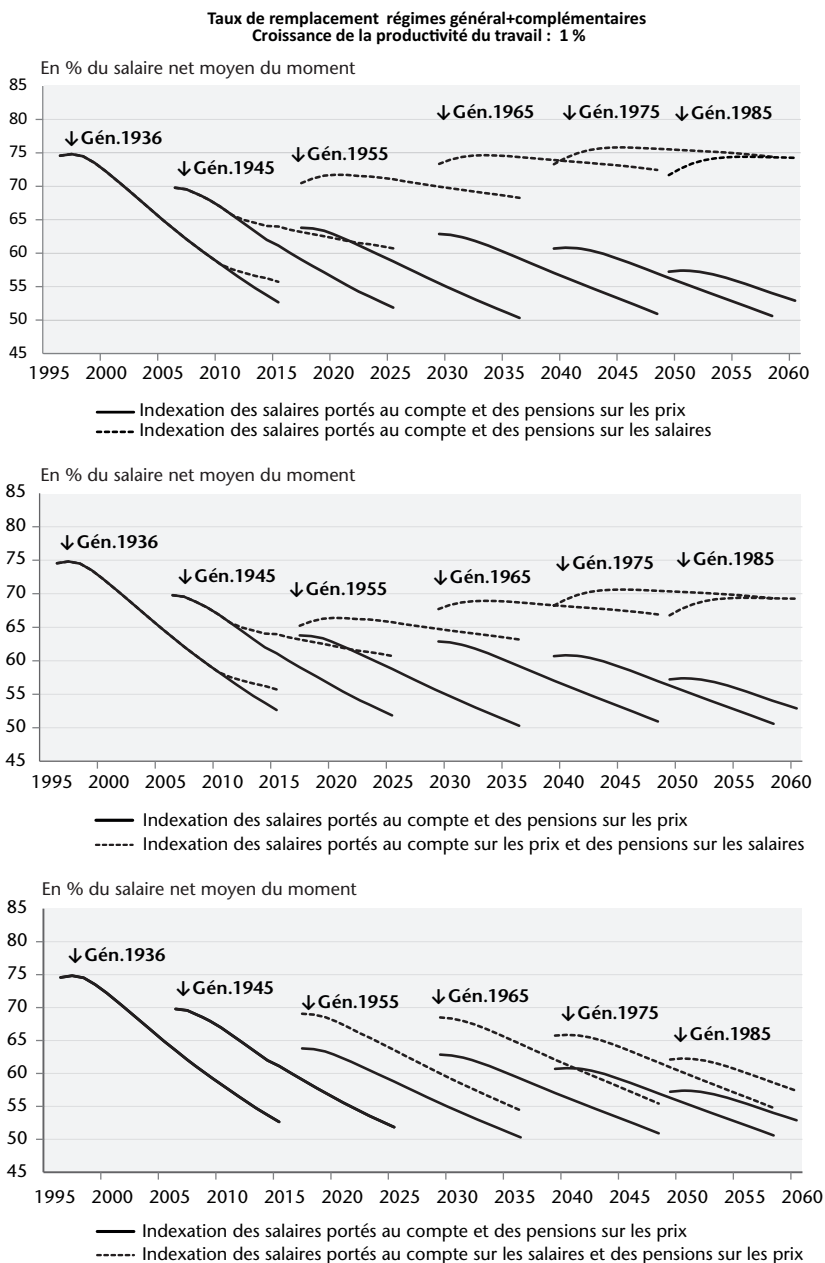 Taux de remplacement régimes général+complémentaires
Croissance de la productivité du travail : 1 %
En % du salaire net moyen du moment
85
80
75
70
65
60
55
50
45
↓Gén.1936
↓Gén.1945
↓Gén.1955
↓Gén.1965
↓Gén.1975
↓Gén.1985
1995 2000 2005 2010 2015 2020 2025 2030 2035 2040 2045 2050 2055 2060
Indexation des salaires portés au compte et des pensions sur les prix
Indexation des salaires portés au compte et des pensions sur les salaires
En % du salaire net moyen du moment
85
80
75
70
65
60
55
50
45
↓Gén.1936
↓Gén.1945
↓Gén.1955
↓Gén.1965
↓Gén.1975
↓Gén.1985
1995 2000 2005 2010 2015 2020 2025 2030 2035 2040 2045 2050 2055 2060
Indexation des salaires portés au compte et des pensions sur les prix
Indexation des salaires portés au compte sur les prix et des pensions sur les salaires
En % du salaire net moyen du moment
85
80
75
70
65
60
55
50
45
↓Gén.1936
↓Gén.1945
↓Gén.1955
↓Gén.1965
↓Gén.1975
↓Gén.1985
1995 2000 2005 2010 2015 2020 2025 2030 2035 2040 2045 2050 2055 2060
Indexation des salaires portés au compte et des pensions sur les prix
Indexation des salaires portés au compte sur les salaires et des pensions sur les prix